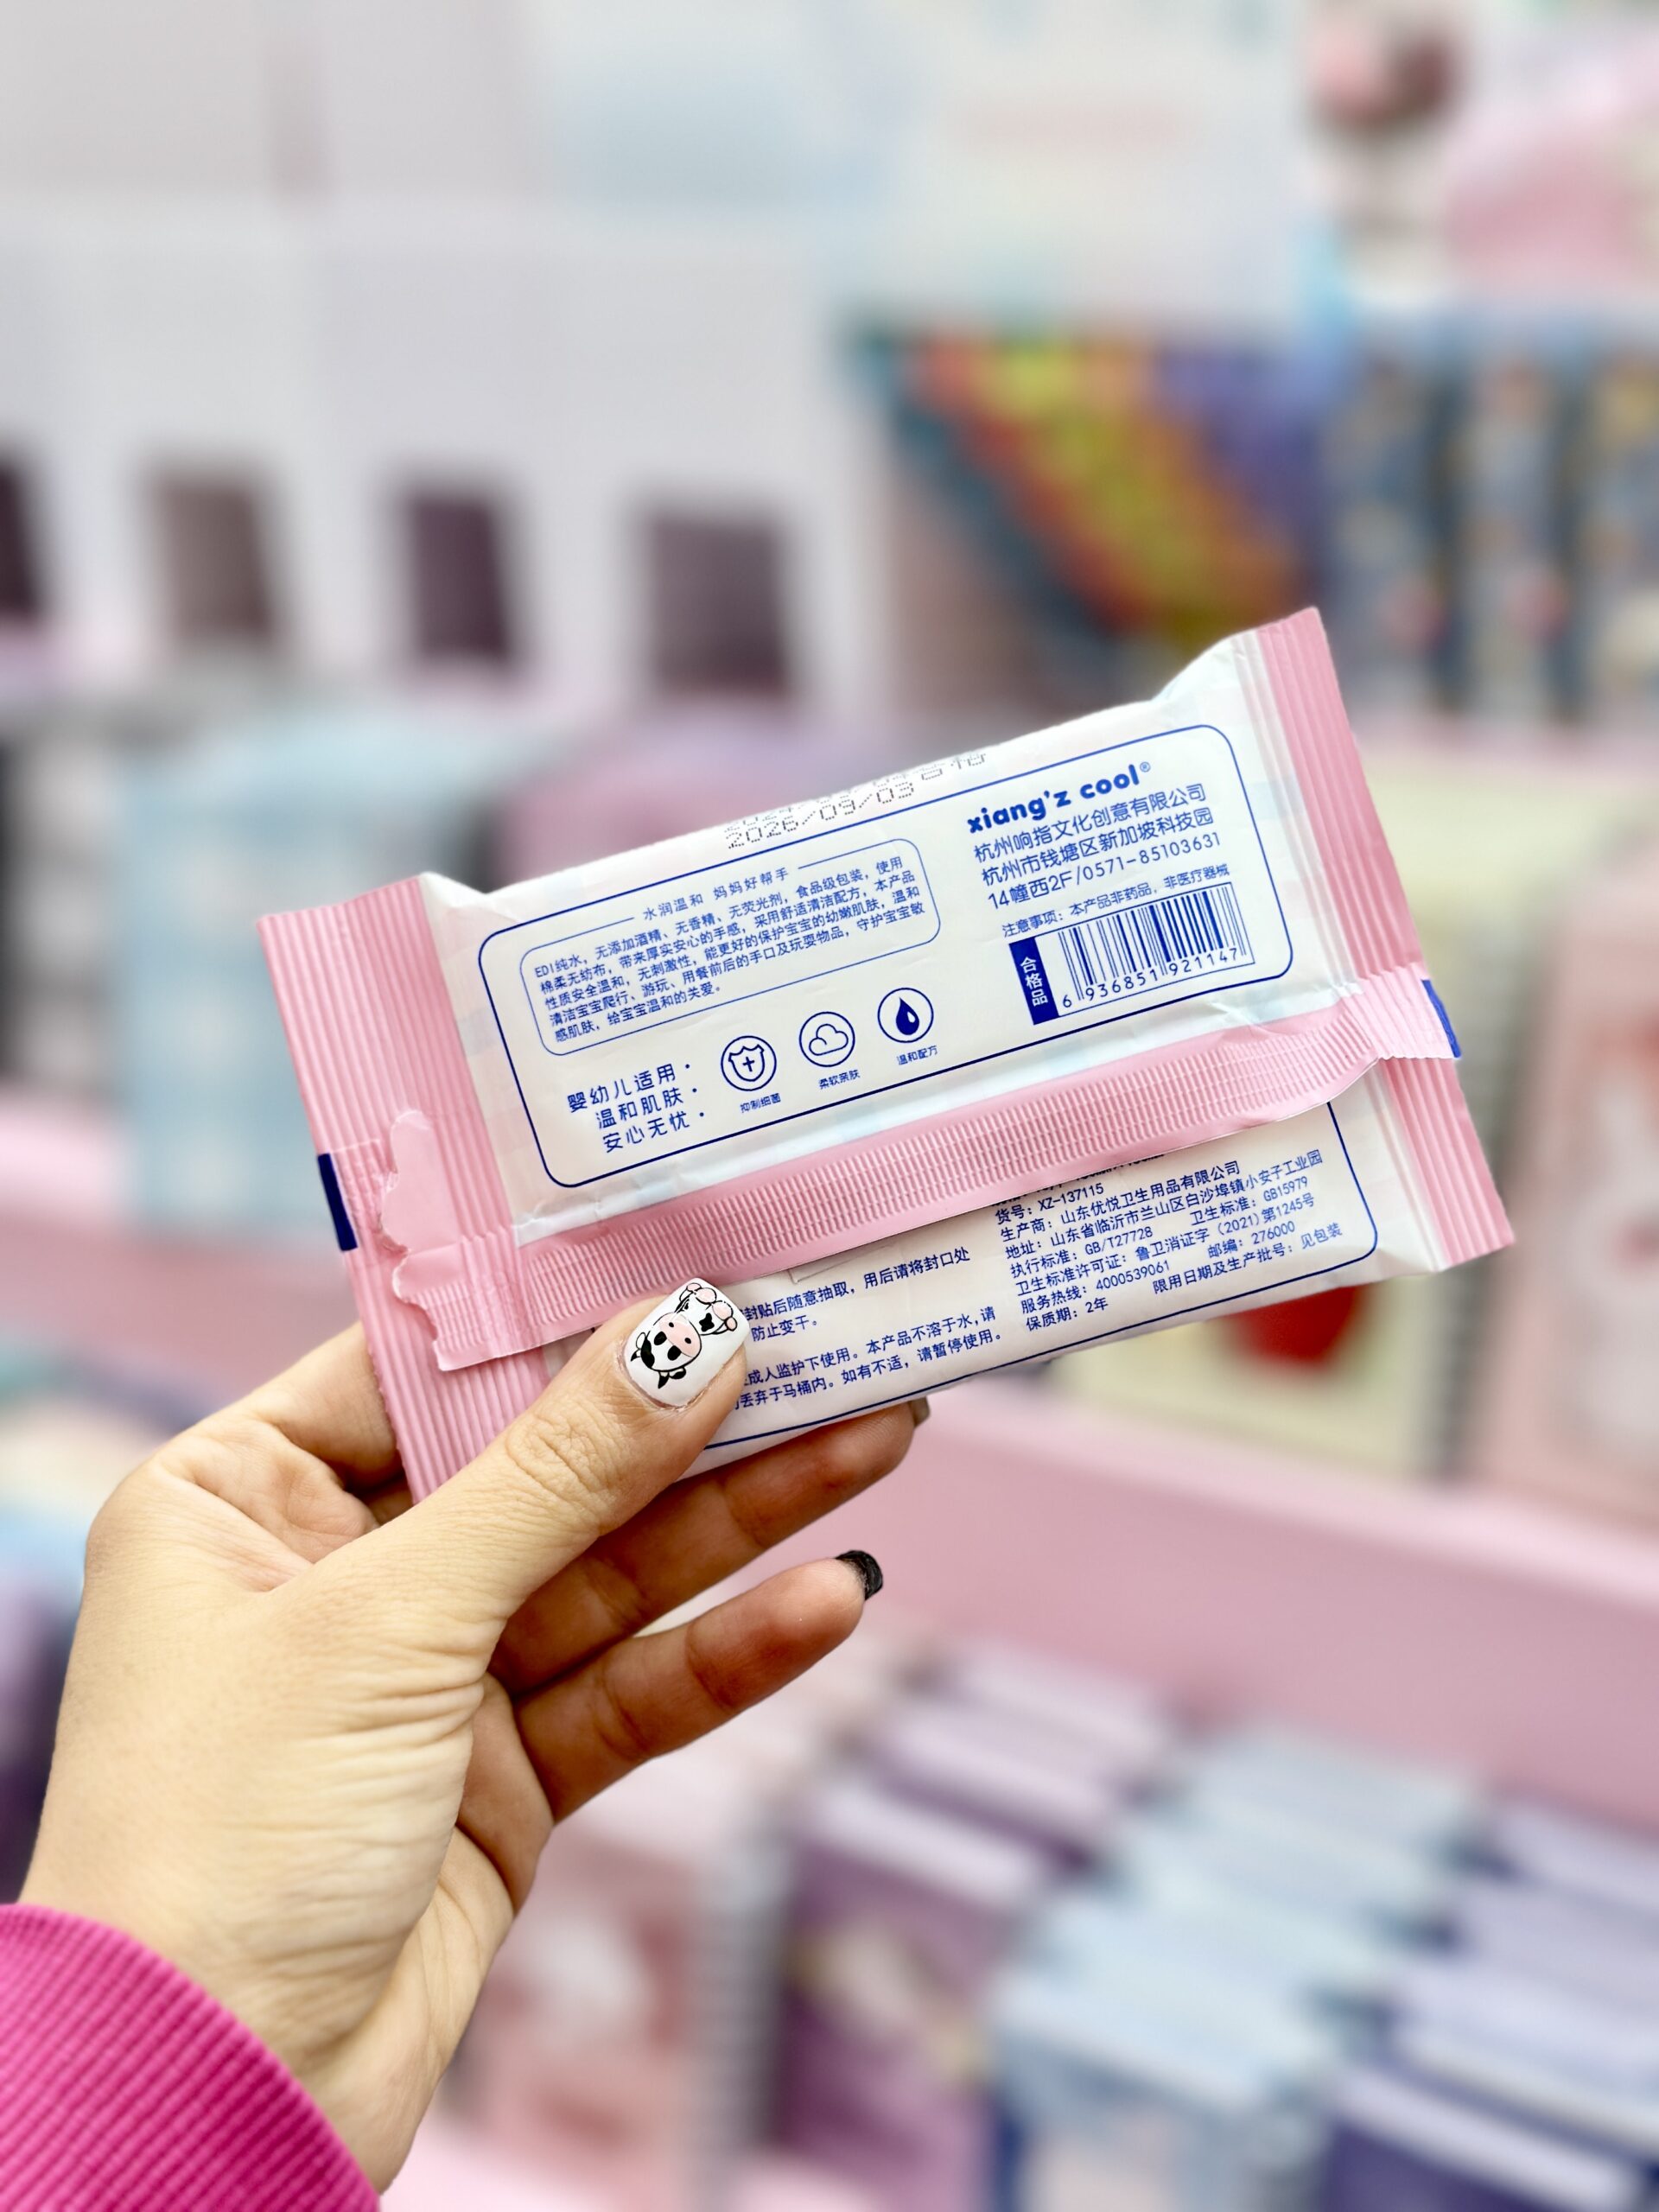 合格
2026/09/03
水润温和 妈妈好帮手
EDI纯水，无添加酒精、无香精、无荧光剂，食品级包装，使用
棉柔无纺布，带来厚实安心的手感，采用舒适清洁配方，本产品
性质安全温和，无刺激性，能更好的保护宝宝的幼嫩肌肤，温和
清洁宝宝爬行、游玩、用餐前后的手口及玩耍物品，守护宝宝敏
感肌肤，给宝宝温和的关爱。
婴幼儿适用·
温和肌肤·
安心无忧·
抑制细菌
柔软亲肤
温和配方
xiang'z cool®
杭州响指文化创意有限公司
杭州市钱塘区新加坡科技园
14幢西2F/0571-85103631
注意事项：本产品非药品，非医疗器械
合格品
6 936851 921147
封贴后随意抽取，用后请将封口处
防止变干。
成人监护下使用。本产品不溶于水，请
丢弃于马桶内。如有不适，请暂停使用。
货号：XZ-137115
生产商：山东优悦卫生用品有限公司
地址：山东省临沂市兰山区白沙埠镇小安子工业园
执行标准：GB/T27728 卫生标准：GB15979
卫生标准许可证：鲁卫消证字（2021）第1245号
服务热线：4000539061 邮编：276000
保质期：2年 限用日期及生产批号：见包装